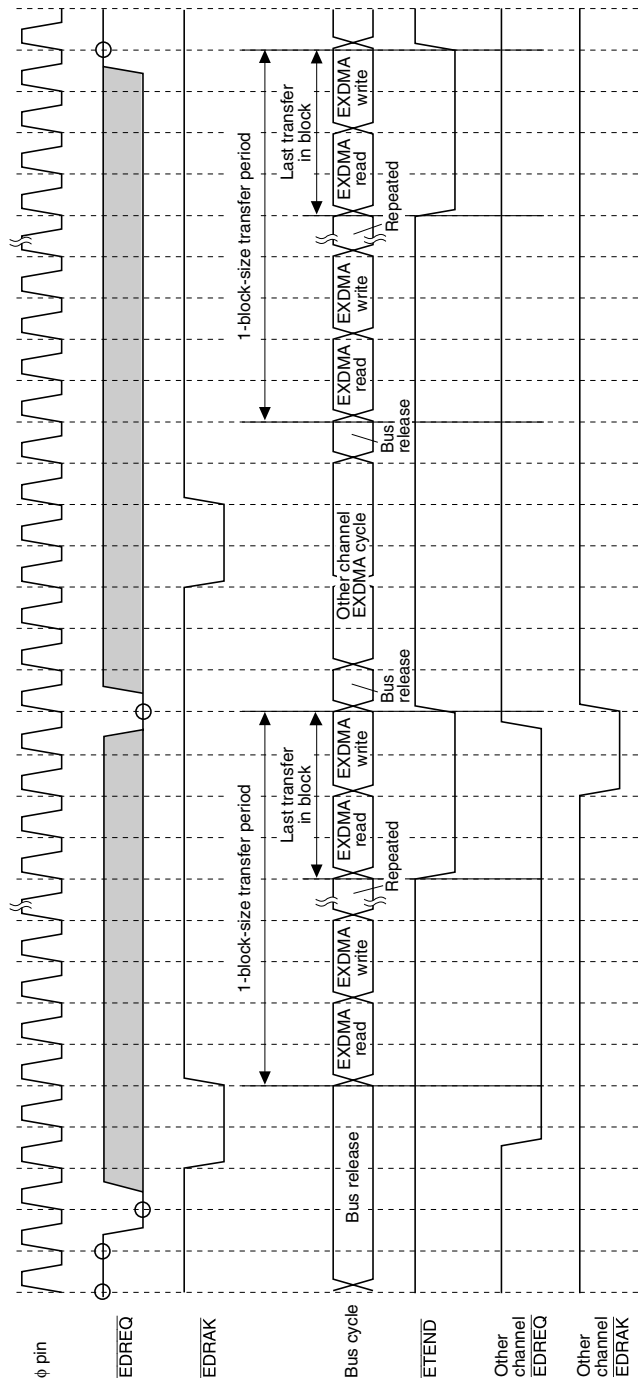 φ pin
EDREQ
EDRAK
1-block-size transfer period
1-block-size transfer period
Last transfer
in block
Last transfer
in block
Bus cycle
Bus release
EXDMA
read
EXDMA
write
Repeated
EXDMA
read
EXDMA
write
Bus
release
Other channel
EXDMA cycle
Bus
release
EXDMA
read
EXDMA
write
Repeated
EXDMA
read
EXDMA
write
ETEND
Other
channel
EDREQ
Other
channel
EDRAK